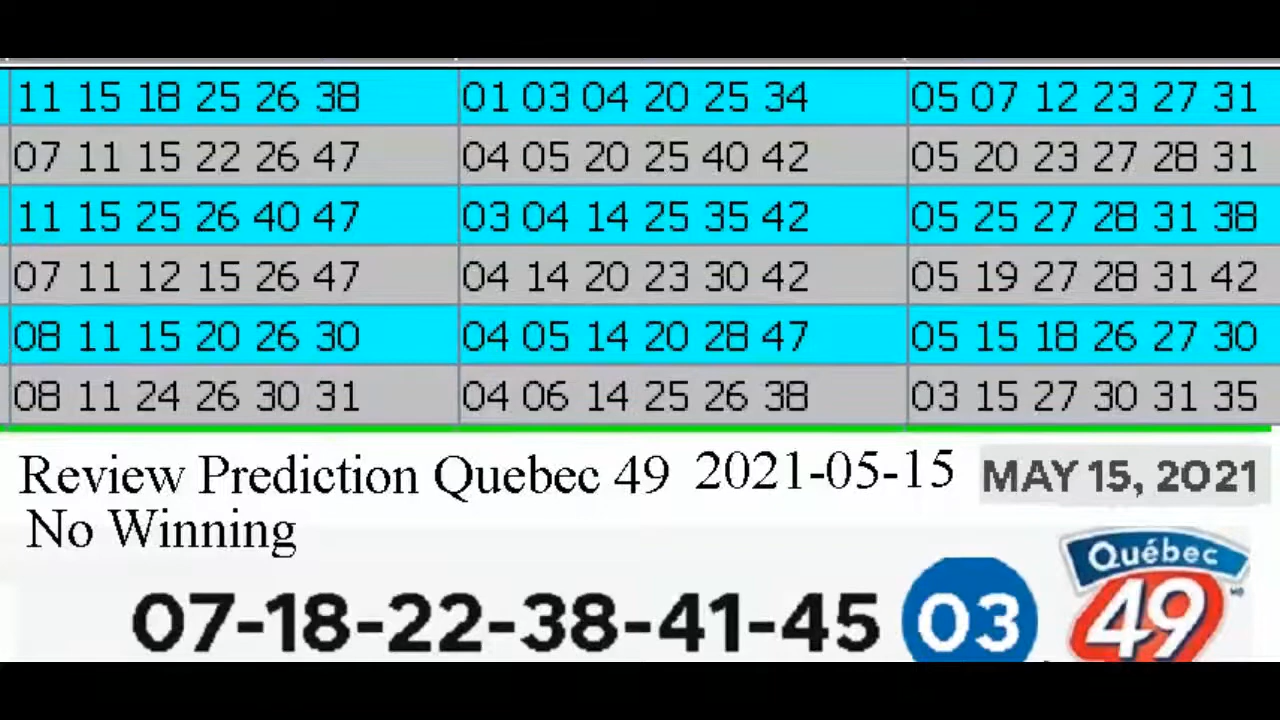 11 15 18 25 26 38 01 03 04 20 25 34 05 07 12 23 27 31
07 11 15 22 26 47 04 05 20 25 40 42 05 20 23 27 28 31
11 15 25 26 40 47 03 04 14 25 35 42 05 25 27 28 31 38
07 11 12 15 26 47 04 14 20 23 30 42 05 19 27 28 31 42
08 11 15 20 26 30 04 05 14 20 28 47 05 15 18 26 27 30
08 11 24 26 30 31 04 06 14 25 26 38 03 15 27 30 31 35
Review Prediction Quebec 49 2021-05-15 MAY 15, 2021
No Winning
Québec
07-18-22-38-41-45 03 49